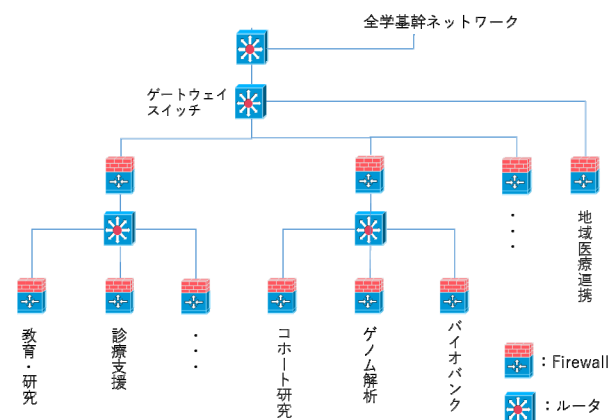 全学基幹ネットワーク
ゲートウェイ
スイッチ
・・・
地域医療連携
教育・研究
診療支援
・・・
コホート研究
ゲノム解析
バイオバンク
：Firewall
：ルータ